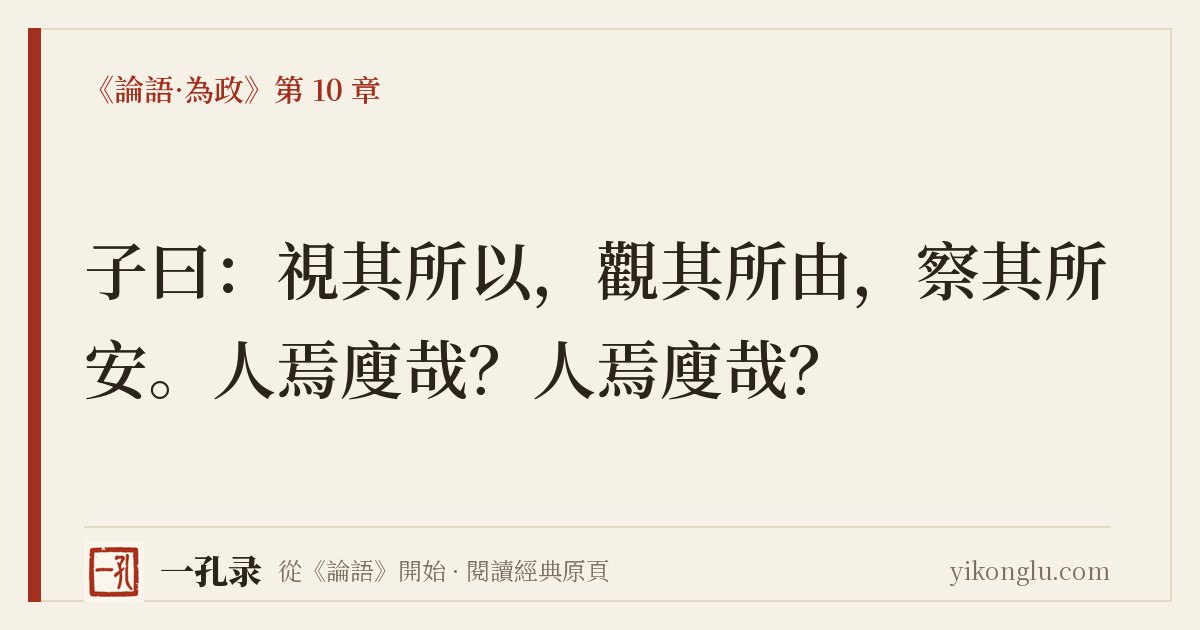 《論語·為政》第 10 章
子曰：視其所以，觀其所由，察其所
安。人焉廋哉？人焉廋哉？
一孔
一孔录 從《論語》開始 · 閱讀經典原頁
yikonglu.com